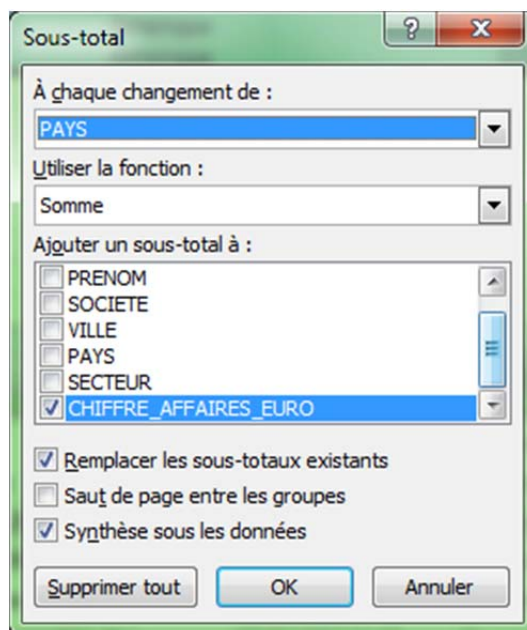 Sous-total
À chaque changement de :
PAYS
Utiliser la fonction :
Somme
Ajouter un sous-total à :
PRENOM
SOCIETE
VILLE
PAYS
SECTEUR
CHIFFRE_AFFAIRES_EURO
Remplacer les sous-totaux existants
Saut de page entre les groupes
Synthèse sous les données
Supprimer tout OK Annuler